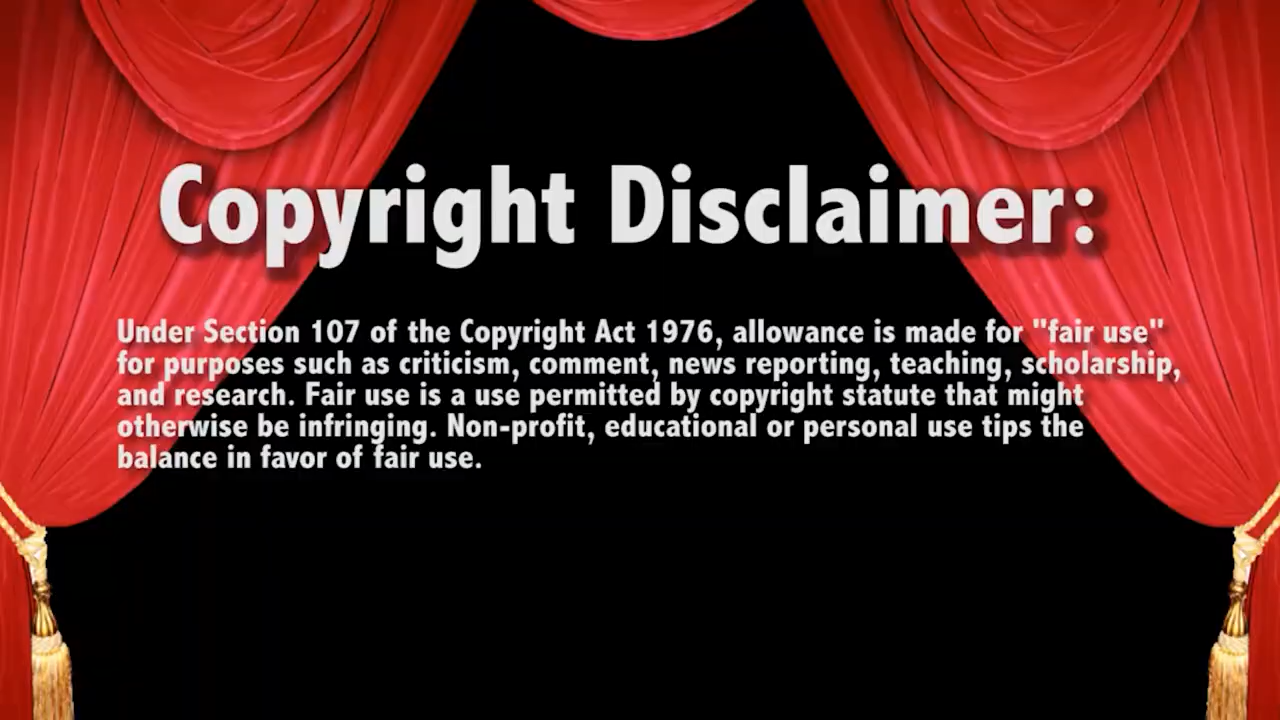 Copyright Disclaimer:
Under Section 107 of the Copyright Act 1976, allowance is made for "fair use"
for purposes such as criticism, comment, news reporting, teaching, scholarship,
and research. Fair use is a use permitted by copyright statute that might
otherwise be infringing. Non-profit, educational or personal use tips the
balance in favor of fair use.